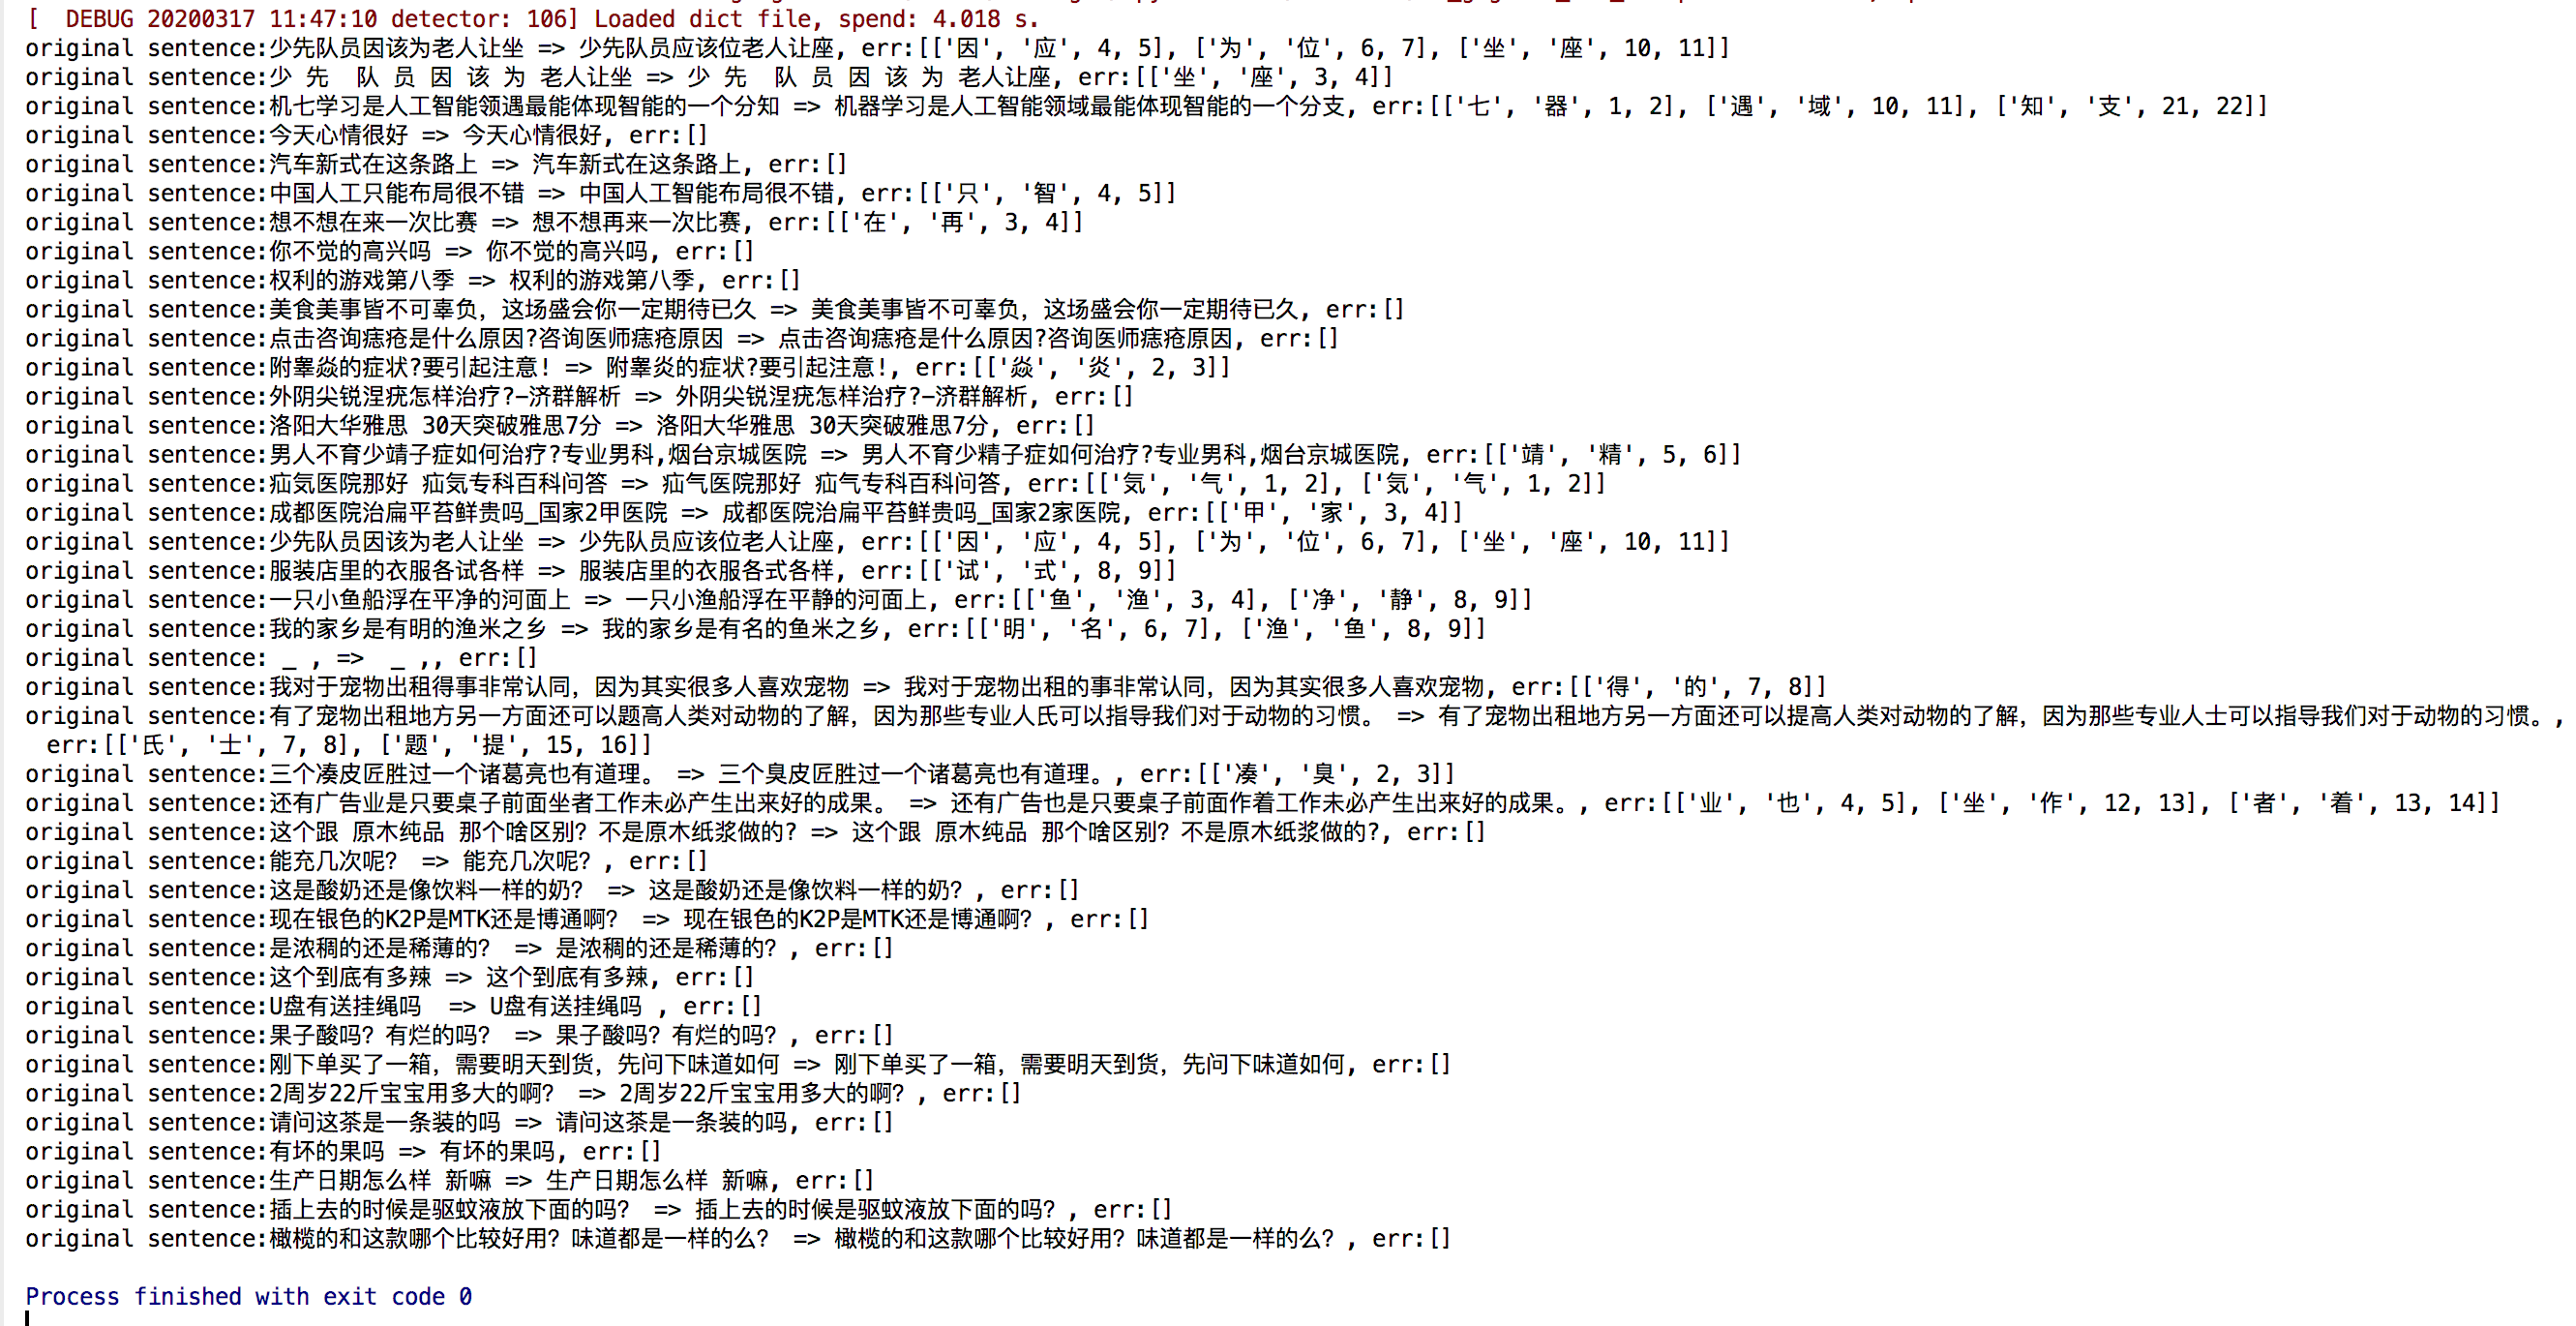 [  DEBUG 20200317 11:47:10 detector: 106] Loaded dict file, spend: 4.018 s.
original sentence:少先队员因该为老人让坐 => 少先队员应该位老人让座, err:[['因', '应', 4, 5], ['为', '位', 6, 7], ['坐', '座', 10, 11]]
original sentence:少 先  队 员 因 该 为 老人让坐 => 少 先  队 员 因 该 为 老人让座, err:[['坐', '座', 3, 4]]
original sentence:机七学习是人工智能领遇最能体现智能的一个分知 => 机器学习是人工智能领域最能体现智能的一个分支, err:[['七', '器', 1, 2], ['遇', '域', 10, 11], ['知', '支', 21, 22]]
original sentence:今天心情很好 => 今天心情很好, err:[]
original sentence:汽车新式在这条路上 => 汽车新式在这条路上, err:[]
original sentence:中国人工只能布局很不错 => 中国人工智能布局很不错, err:[['只', '智', 4, 5]]
original sentence:想不想在来一次比赛 => 想不想再来一次比赛, err:[['在', '再', 3, 4]]
original sentence:你不觉的高兴吗 => 你不觉的高兴吗, err:[]
original sentence:权利的游戏第八季 => 权利的游戏第八季, err:[]
original sentence:美食美事皆不可辜负，这场盛会你一定期待已久 => 美食美事皆不可辜负，这场盛会你一定期待已久, err:[]
original sentence:点击咨询痣疮是什么原因?咨询医师痣疮原因 => 点击咨询痣疮是什么原因?咨询医师痣疮原因, err:[]
original sentence:附睾焱的症状?要引起注意! => 附睾炎的症状?要引起注意!, err:[['焱', '炎', 2, 3]]
original sentence:外阴尖锐涅疣怎样治疗?-济群解析 => 外阴尖锐涅疣怎样治疗?-济群解析, err:[]
original sentence:洛阳大华雅思 30天突破雅思7分 => 洛阳大华雅思 30天突破雅思7分, err:[]
original sentence:男人不育少靖子症如何治疗?专业男科,烟台京城医院 => 男人不育少精子症如何治疗?专业男科,烟台京城医院, err:[['靖', '精', 5, 6]]
original sentence:疝気医院那好 疝気专科百科问答 => 疝气医院那好 疝气专科百科问答, err:[['気', '气', 1, 2], ['気', '气', 1, 2]]
original sentence:成都医院治扁平苔鲜贵吗_国家2甲医院 => 成都医院治扁平苔鲜贵吗_国家2家医院, err:[['甲', '家', 3, 4]]
original sentence:少先队员因该为老人让坐 => 少先队员应该位老人让座, err:[['因', '应', 4, 5], ['为', '位', 6, 7], ['坐', '座', 10, 11]]
original sentence:服装店里的衣服各试各样 => 服装店里的衣服各式各样, err:[['试', '式', 8, 9]]
original sentence:一只小鱼船浮在平净的河面上 => 一只小渔船浮在平静的河面上, err:[['鱼', '渔', 3, 4], ['净', '静', 8, 9]]
original sentence:我的家乡是有明的渔米之乡 => 我的家乡是有名的鱼米之乡, err:[['明', '名', 6, 7], ['渔', '鱼', 8, 9]]
original sentence: _ , =>  _ ,, err:[]
original sentence:我对于宠物出租得事非常认同，因为其实很多人喜欢宠物 => 我对于宠物出租的事非常认同，因为其实很多人喜欢宠物, err:[['得', '的', 7, 8]]
original sentence:有了宠物出租地方另一方面还可以题高人类对动物的了解，因为那些专业人氏可以指导我们对于动物的习惯。 => 有了宠物出租地方另一方面还可以提高人类对动物的了解，因为那些专业人士可以指导我们对于动物的习惯。,
err:[['氏', '士', 7, 8], ['题', '提', 15, 16]]
original sentence:三个凑皮匠胜过一个诸葛亮也有道理。 => 三个臭皮匠胜过一个诸葛亮也有道理。, err:[['凑', '臭', 2, 3]]
original sentence:还有广告业是只要桌子前面坐者工作未必产生出来好的成果。 => 还有广告也是只要桌子前面作着工作未必产生出来好的成果。, err:[['业', '也', 4, 5], ['坐', '作', 12, 13], ['者', '着', 13, 14]]
original sentence:这个跟 原木纯品 那个啥区别？不是原木纸浆做的? => 这个跟 原木纯品 那个啥区别？不是原木纸浆做的?, err:[]
original sentence:能充几次呢？ => 能充几次呢？, err:[]
original sentence:这是酸奶还是像饮料一样的奶？ => 这是酸奶还是像饮料一样的奶？, err:[]
original sentence:现在银色的K2P是MTK还是博通啊？ => 现在银色的K2P是MTK还是博通啊？, err:[]
original sentence:是浓稠的还是稀薄的？ => 是浓稠的还是稀薄的？, err:[]
original sentence:这个到底有多辣 => 这个到底有多辣, err:[]
original sentence:U盘有送挂绳吗  => U盘有送挂绳吗 , err:[]
original sentence:果子酸吗？有烂的吗？ => 果子酸吗？有烂的吗？, err:[]
original sentence:刚下单买了一箱，需要明天到货，先问下味道如何 => 刚下单买了一箱，需要明天到货，先问下味道如何, err:[]
original sentence:2周岁22斤宝宝用多大的啊？ => 2周岁22斤宝宝用多大的啊？, err:[]
original sentence:请问这茶是一条装的吗 => 请问这茶是一条装的吗, err:[]
original sentence:有坏的果吗 => 有坏的果吗, err:[]
original sentence:生产日期怎么样 新嘛 => 生产日期怎么样 新嘛, err:[]
original sentence:插上去的时候是驱蚊液放下面的吗？ => 插上去的时候是驱蚊液放下面的吗？, err:[]
original sentence:橄榄的和这款哪个比较好用？味道都是一样的么？ => 橄榄的和这款哪个比较好用？味道都是一样的么？, err:[]
Process finished with exit code 0